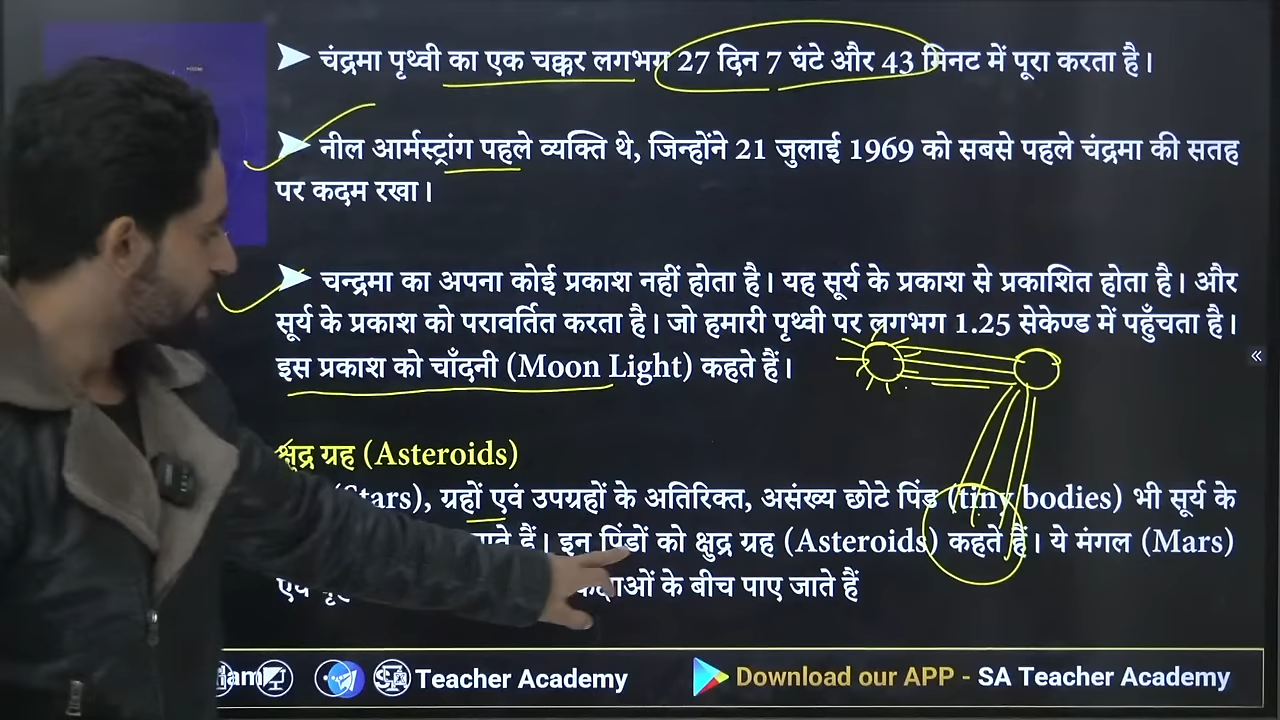 चंद्रमा पृथ्वी का एक चक्कर लगभग 27 दिन 7 घंटे और 43 मिनट में पूरा करता है।
नील आर्मस्ट्रांग पहले व्यक्ति थे, जिन्होंने 21 जुलाई 1969 को सबसे पहले चंद्रमा की सतह
पर कदम रखा।
चन्द्रमा का अपना कोई प्रकाश नहीं होता है। यह सूर्य के प्रकाश से प्रकाशित होता है। और
सूर्य के प्रकाश को परावर्तित करता है। जो हमारी पृथ्वी पर लगभग 1.25 सेकेण्ड में पहुँचता है।
इस प्रकाश को चाँदनी (Moon Light) कहते हैं।
क्षुद्र ग्रह (Asteroids)
(Stars), ग्रहों एवं उपग्रहों के अतिरिक्त, असंख्य छोटे पिंड (tiny bodies) भी सूर्य के
हैं। इन पिंडों को क्षुद्र ग्रह (Asteroids) कहते हैं। ये मंगल (Mars)
के बीच पाए जाते हैं
Teacher Academy
Download our APP - SA Teacher Academy